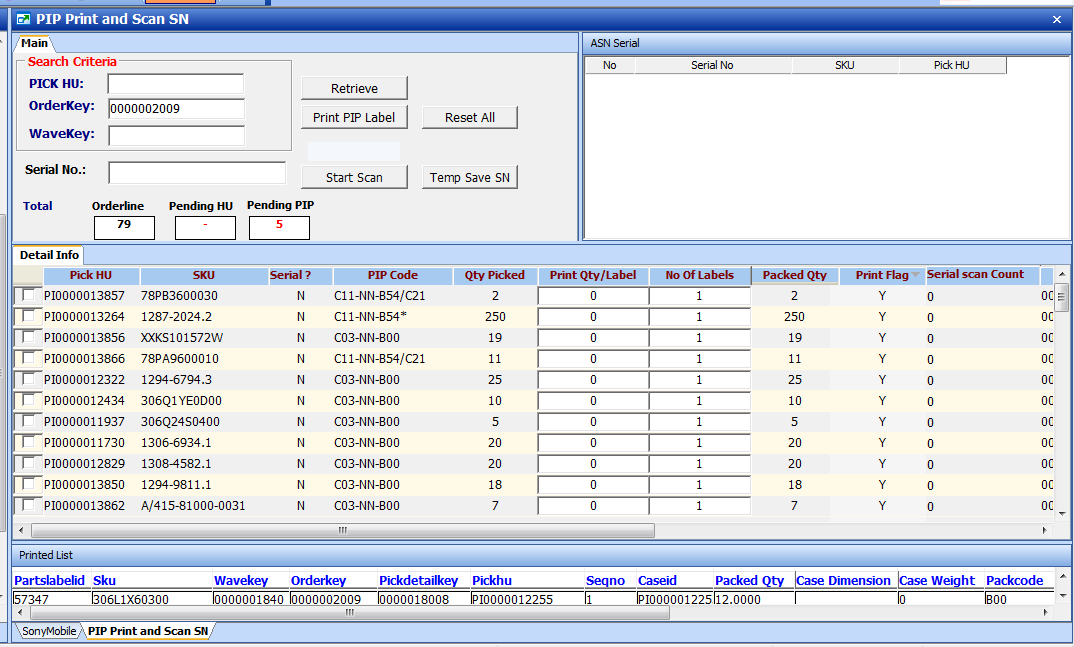 PIP Print and Scan SN
Main
Search Criteria
PICK HU:
OrderKey: 0000002009
WaveKey:
Serial No.:
Retrieve
Print PIP Label Reset All
Start Scan Temp Save SN
Total Orderline Pending HU Pending PIP
79 - 5
ASN Serial
No Serial No SKU Pick HU
Detail Info
Pick HU SKU Serial ? PIP Code Qty Picked Print Qty/Label No Of Labels Packed Qty Print Flag Serial scan Count
PI0000013857 78PB3600030 N C11-NN-B54/C21 2 0 1 2 Y 0 00
PI0000013264 1287-2024.2 N C11-NN-B54* 250 0 1 250 Y 0 00
PI0000013856 XXKS101572W N C03-NN-B00 19 0 1 19 Y 0 00
PI0000013866 78PA9600010 N C11-NN-B54/C21 11 0 1 11 Y 0 00
PI0000012322 1294-6794.3 N C03-NN-B00 25 0 1 25 Y 0 00
PI0000012434 306Q1YE0D00 N C03-NN-B00 10 0 1 10 Y 0 00
PI0000011937 306Q24S0400 N C03-NN-B00 5 0 1 5 Y 0 00
PI0000011730 1306-6934.1 N C03-NN-B00 20 0 1 20 Y 0 00
PI0000012829 1308-4582.1 N C03-NN-B00 20 0 1 20 Y 0 00
PI0000013850 1294-9811.1 N C03-NN-B00 18 0 1 18 Y 0 00
PI0000013862 A/415-81000-0031 N C03-NN-B00 7 0 1 7 Y 0 00
Printed List
Partslabelid Sku Wavekey Orderkey Pickdetailkey Pickhu Seqno Caseid Packed Qty Case Dimension Case Weight Packcode
57347 306L1X60300 0000001840 0000002009 0000018008 PI0000012255 1 PI000001225 12.0000 0 B00
SonyMobile PIP Print and Scan SN